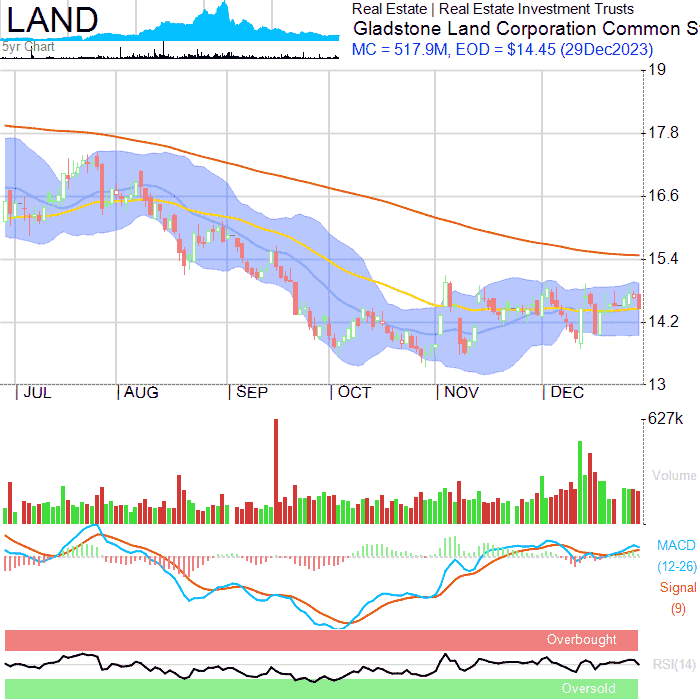 LAND
Real Estate | Real Estate Investment Trusts
Gladstone Land Corporation Common S
MC = 517.9M, EOD = $14.45 (29Dec2023)
5yr Chart
19
17.8
16.6
15.4
14.2
13
JUL AUG SEP OCT NOV DEC
627k
Volume
MACD
(12-26)
Signal
(9)
Overbought
RSI(14)
Oversold